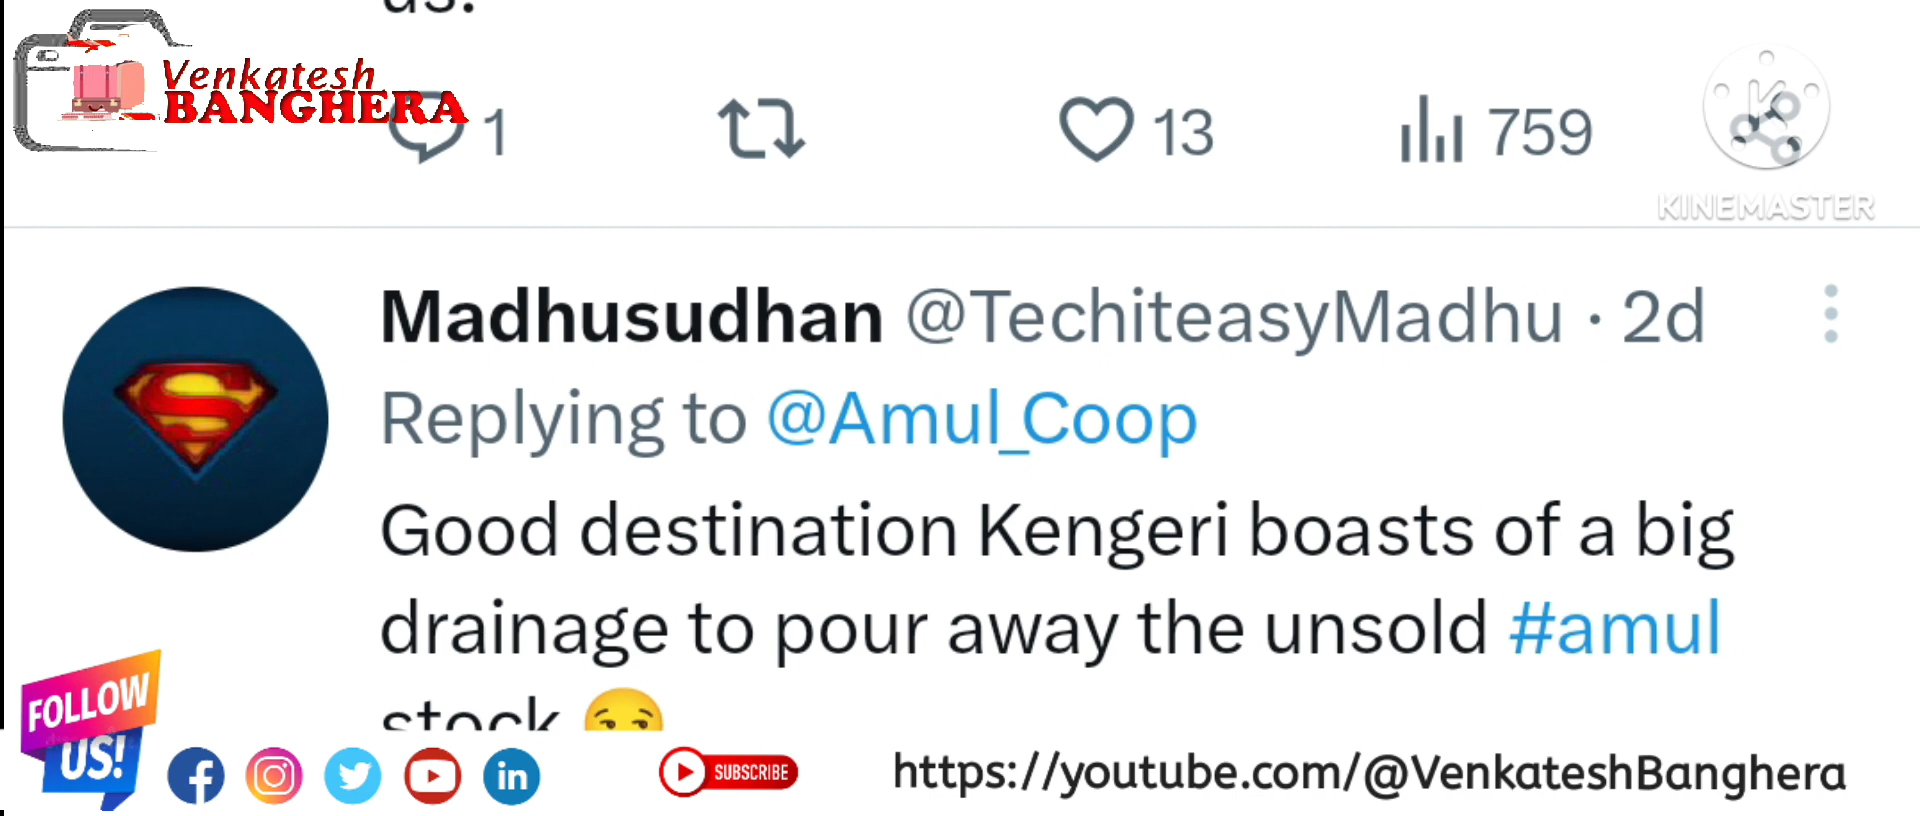 us.
Venkatesh
BANGHERA
1 13 759
KINEMASTER
Madhusudhan @TechiteasyMadhu · 2d
Replying to @Amul_Coop
Good destination Kengeri boasts of a big
drainage to pour away the unsold #amul
stock 😒
FOLLOW
US!
SUBSCRIBE
https://youtube.com/@VenkateshBanghera